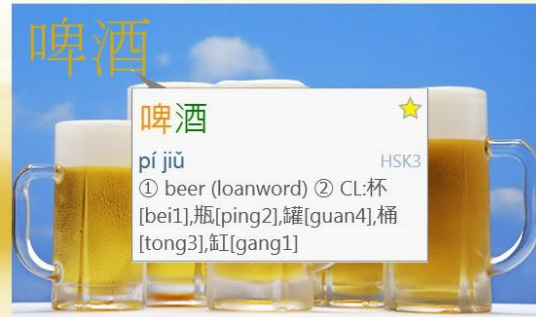 啤酒
啤酒
pí jiǔ HSK3
① beer (loanword) ② CL:杯
[bei1],瓶[ping2],罐[guan4],桶
[tong3],缸[gang1]